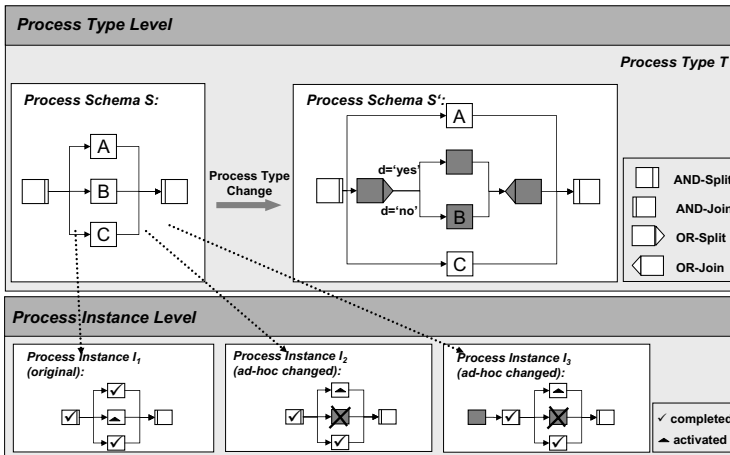 Process Type Level
Process Type T
Process Schema S:
Process Schema S‘:
A
B
C
Process Type
Change
A
d=‘yes’
d=‘no’
B
C
AND-Split
AND-Join
OR-Split
OR-Join
Process Instance Level
Process Instance I1
(original):
Process Instance I2
(ad-hoc changed):
Process Instance I3
(ad-hoc changed):
completed
activated